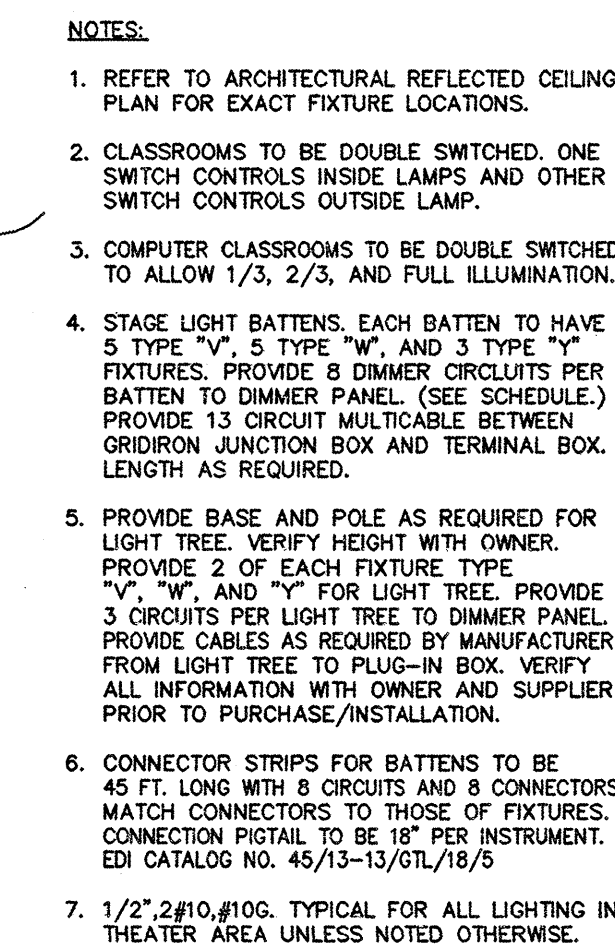 NOTES:
1. REFER TO ARCHITECTURAL REFLECTED CEILING
PLAN FOR EXACT FIXTURE LOCATIONS.
2. CLASSROOMS TO BE DOUBLE SWITCHED. ONE
SWITCH CONTROLS INSIDE LAMPS AND OTHER
SWITCH CONTROLS OUTSIDE LAMP.
3. COMPUTER CLASSROOMS TO BE DOUBLE SWITCHED
TO ALLOW 1/3, 2/3, AND FULL ILLUMINATION.
4. STAGE LIGHT BATTENS. EACH BATTEN TO HAVE
5 TYPE "V", 5 TYPE "W", AND 3 TYPE "Y"
FIXTURES. PROVIDE 8 DIMMER CIRCLUITS PER
BATTEN TO DIMMER PANEL. (SEE SCHEDULE.)
PROVIDE 13 CIRCUIT MULTICABLE BETWEEN
GRIDIRON JUNCTION BOX AND TERMINAL BOX.
LENGTH AS REQUIRED.
5. PROVIDE BASE AND POLE AS REQUIRED FOR
LIGHT TREE. VERIFY HEIGHT WITH OWNER.
PROVIDE 2 OF EACH FIXTURE TYPE
"V", "W", AND "Y" FOR LIGHT TREE. PROVIDE
3 CIRCUITS PER LIGHT TREE TO DIMMER PANEL.
PROVIDE CABLES AS REQUIRED BY MANUFACTURER
FROM LIGHT TREE TO PLUG-IN BOX. VERIFY
ALL INFORMATION WITH OWNER AND SUPPLIER
PRIOR TO PURCHASE/INSTALLATION.
6. CONNECTOR STRIPS FOR BATTENS TO BE
45 FT. LONG WITH 8 CIRCUITS AND 8 CONNECTORS
MATCH CONNECTORS TO THOSE OF FIXTURES.
CONNECTION PIGTAIL TO BE 18" PER INSTRUMENT.
EDI CATALOG NO. 45/13-13/GTL/18/5
7. 1/2",2#10,#10G. TYPICAL FOR ALL LIGHTING IN
THEATER AREA UNLESS NOTED OTHERWISE.